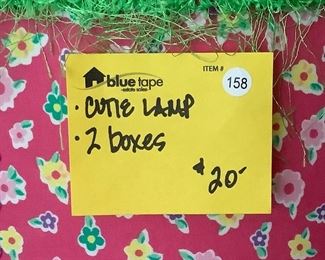 blue tape
-estate sales-
ITEM #
158
• CUTIE LAMP
• 2 boxes
$20-